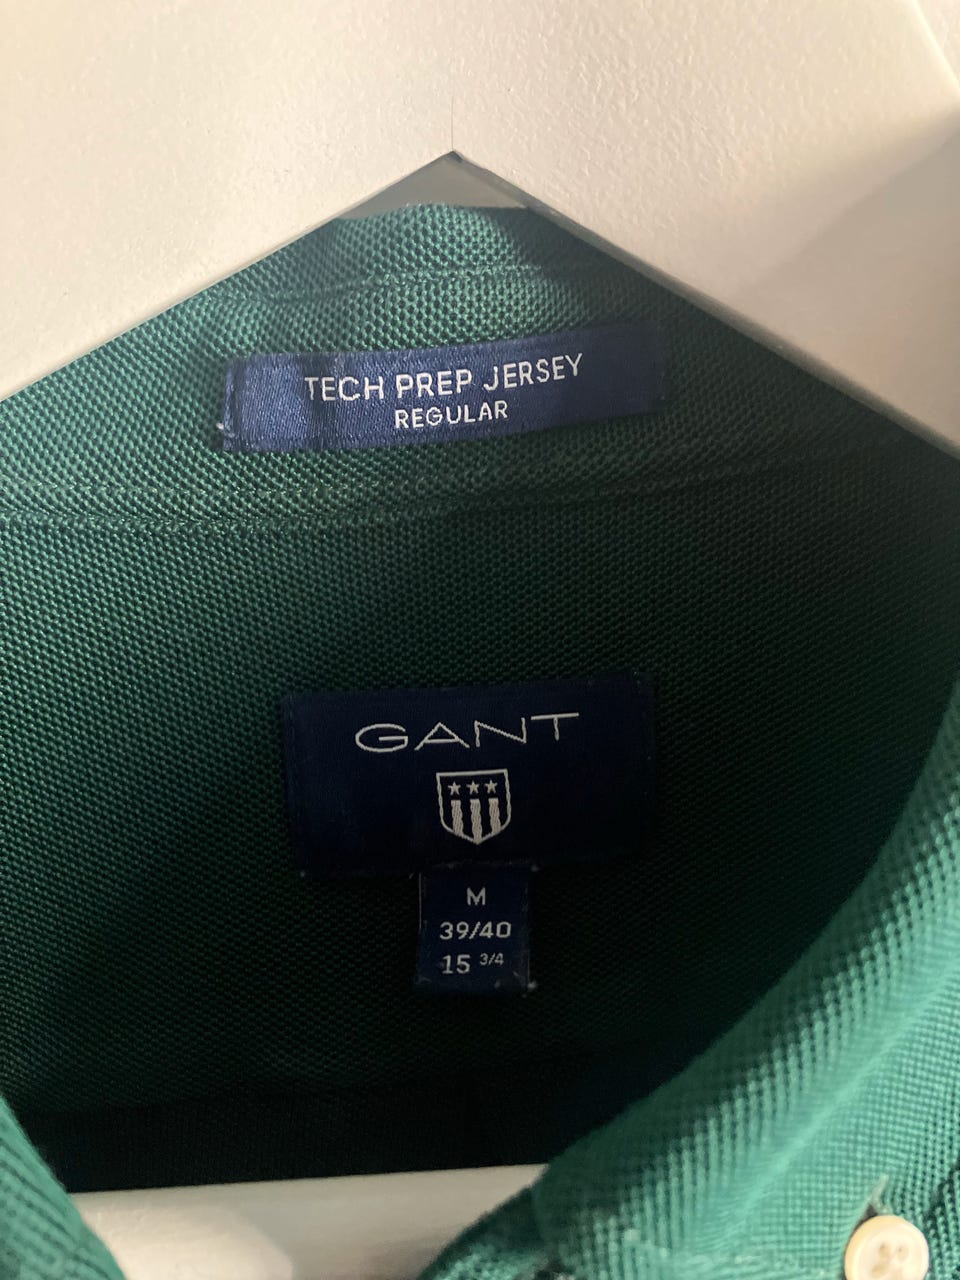 TECH PREP JERSEY
REGULAR
GANT
M
39/40
15 3/4